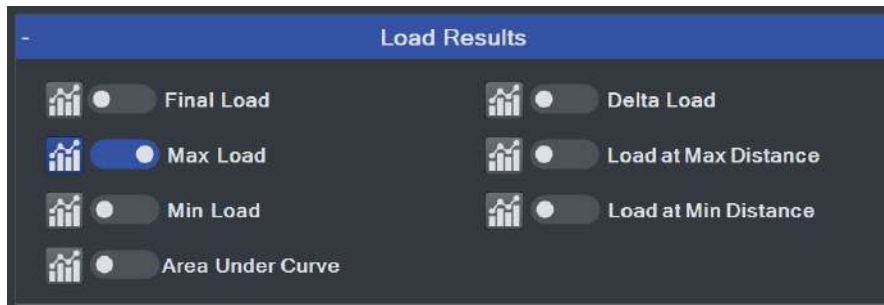 - Load Results
Final Load
Delta Load
Max Load
Load at Max Distance
Min Load
Load at Min Distance
Area Under Curve